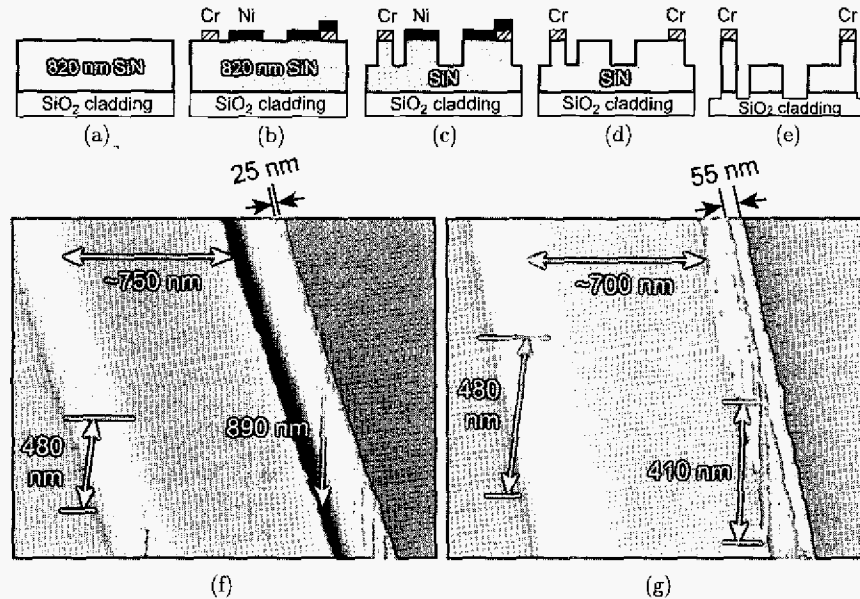 Cr Ni Cr Ni Cr Cr Cr Cr
820 nm SiN 820 nm SiN SiN SiN
SiO₂ cladding SiO₂ cladding SiO₂ cladding SiO₂ cladding SiO₂ cladding
(a) (b) (c) (d) (e)
25 nm 55 nm
~750 nm ~700 nm
480 nm 890 nm 480 nm 410 nm
(f) (g)